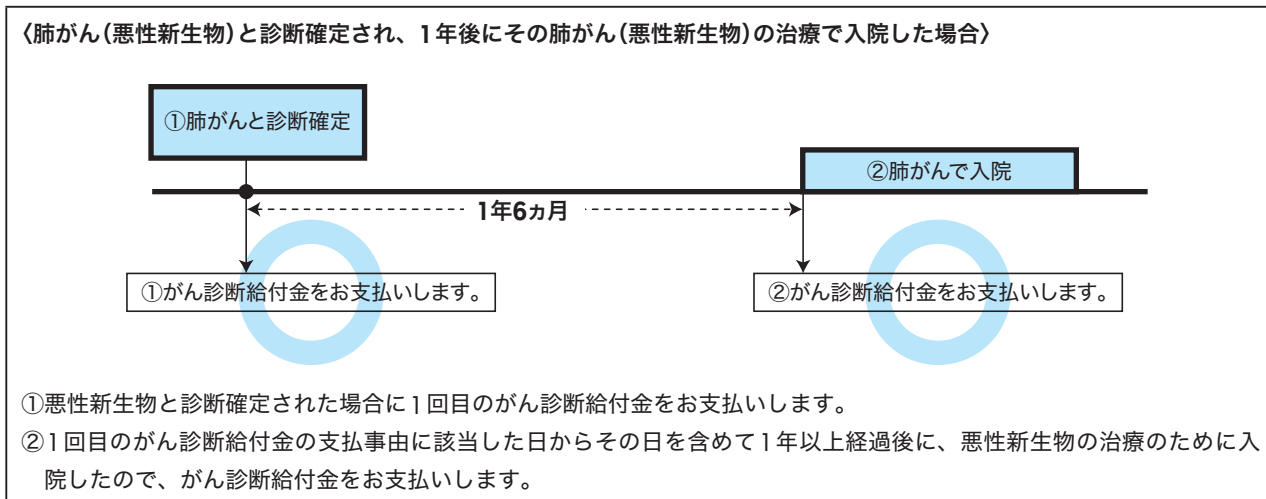 〈肺がん(悪性新生物)と診断確定され、1年後にその肺がん(悪性新生物)の治療で入院した場合〉
①肺がんと診断確定
②肺がんで入院
1年6ヵ月
①がん診断給付金をお支払いします。
②がん診断給付金をお支払いします。
①悪性新生物と診断確定された場合に1回目のがん診断給付金をお支払いします。
②1回目のがん診断給付金の支払事由に該当した日からその日を含めて1年以上経過後に、悪性新生物の治療のために入
院したので、がん診断給付金をお支払いします。